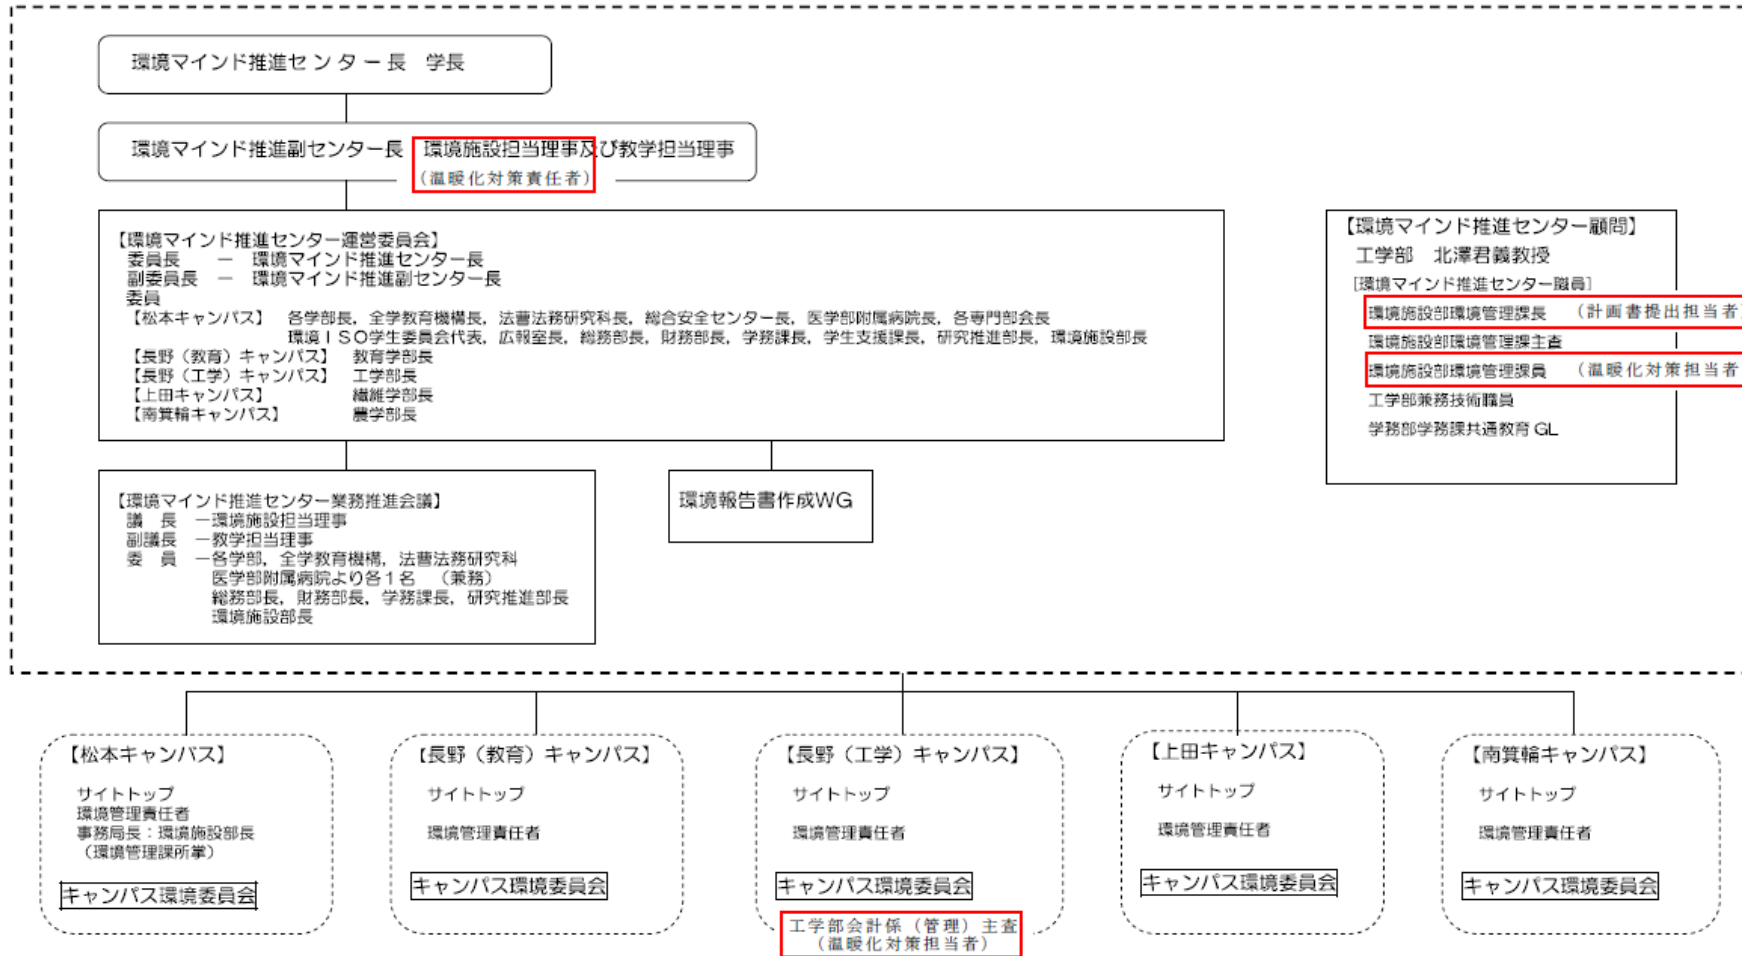 環境マインド推進センター長　学長
環境マインド推進副センター長　環境施設担当理事及び教学担当理事
（温暖化対策責任者）
【環境マインド推進センター運営委員会】
委員長　－　環境マインド推進センター長
副委員長　－　環境マインド推進副センター長
委員
【松本キャンパス】　各学部長，全学教育機構長，法曹法務研究科長，総合安全センター長，医学部附属病院長，各専門部会長
環境ＩＳＯ学生委員会代表，広報室長，総務部長，財務部長，学務課長，学生支援課長，研究推進部長，環境施設部長
【長野（教育）キャンパス】　教育学部長
【長野（工学）キャンパス】　工学部長
【上田キャンパス】　繊維学部長
【南箕輪キャンパス】　農学部長
【環境マインド推進センター顧問】
工学部　北澤君義教授
［環境マインド推進センター職員］
環境施設部環境管理課長　（計画書提出担当者）
環境施設部環境管理課主査
環境施設部環境管理課員　（温暖化対策担当者
工学部兼務技術職員
学務部学務課共通教育 GL
【環境マインド推進センター業務推進会議】
議　長　－環境施設担当理事
副議長　－教学担当理事
委　員　－各学部，全学教育機構，法曹法務研究科
医学部附属病院より各１名　（兼務）
総務部長，財務部長，学務課長，研究推進部長
環境施設部長
環境報告書作成WG
【松本キャンパス】
サイトトップ
環境管理責任者
事務局長：環境施設部長
（環境管理課所掌）
キャンパス環境委員会
【長野（教育）キャンパス】
サイトトップ
環境管理責任者
キャンパス環境委員会
【長野（工学）キャンパス】
サイトトップ
環境管理責任者
キャンパス環境委員会
工学部会計係（管理）主査
（温暖化対策担当者）
【上田キャンパス】
サイトトップ
環境管理責任者
キャンパス環境委員会
【南箕輪キャンパス】
サイトトップ
環境管理責任者
キャンパス環境委員会